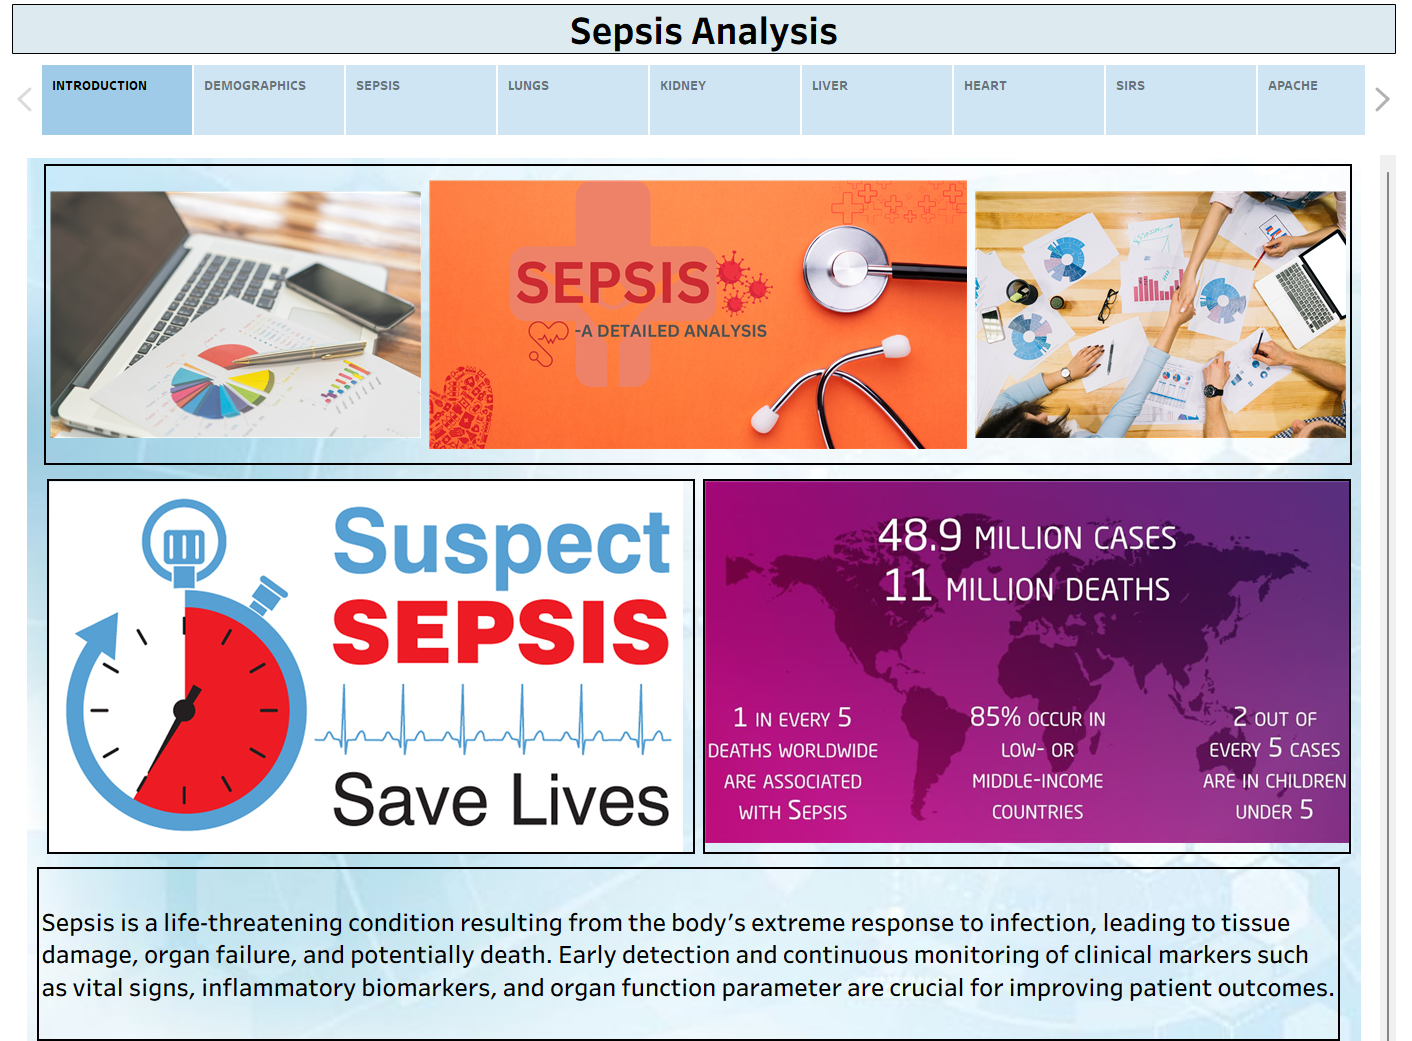 Sepsis Analysis
INTRODUCTION
DEMOGRAPHICS
SEPSIS
LUNGS
KIDNEY
LIVER
HEART
SIRS
APACHE
SEPSIS
-A DETAILED ANALYSIS
Suspect
SEPSIS
Save Lives
48.9 MILLION CASES
11 MILLION DEATHS
1 IN EVERY 5
DEATHS WORLDWIDE
ARE ASSOCIATED
WITH SEPSIS
85% OCCUR IN
LOW- OR
MIDDLE-INCOME
COUNTRIES
2 OUT OF
EVERY 5 CASES
ARE IN CHILDREN
UNDER 5
Sepsis is a life-threatening condition resulting from the body’s extreme response to infection, leading to tissue
damage, organ failure, and potentially death. Early detection and continuous monitoring of clinical markers such
as vital signs, inflammatory biomarkers, and organ function parameter are crucial for improving patient outcomes.